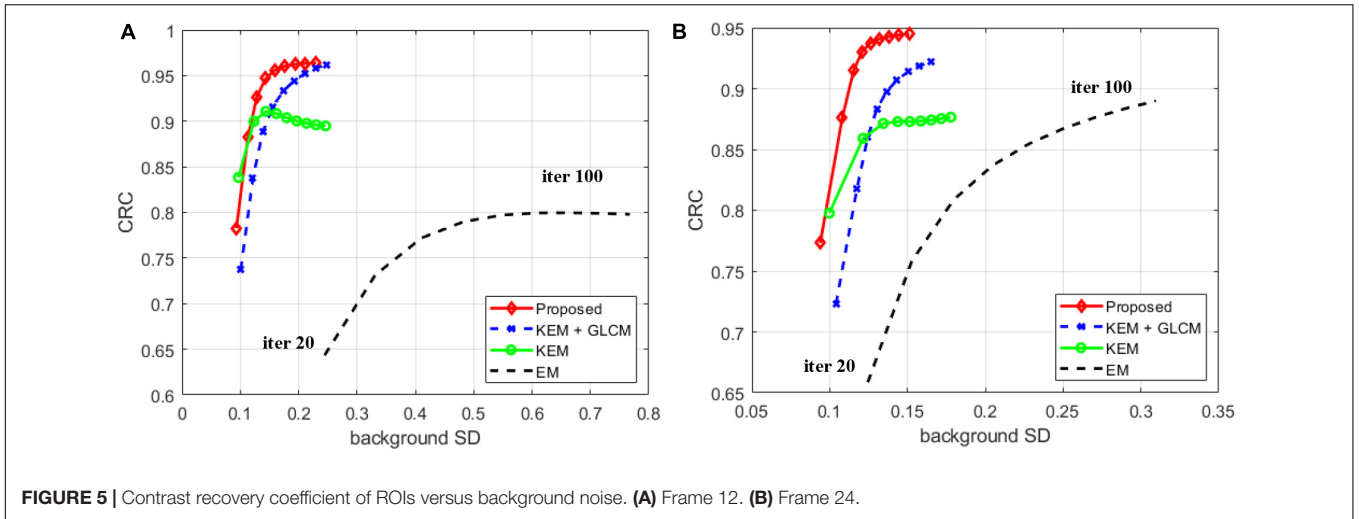 A
1
0.95
0.9
0.85
0.8
0.75
0.7
0.65
0.6
CRC
0 0.1 0.2 0.3 0.4 0.5 0.6 0.7 0.8
background SD
iter 100
iter 20
Proposed
KEM + GLCM
KEM
EM
B
0.95
0.9
0.85
0.8
0.75
0.7
0.65
CRC
0.05 0.1 0.15 0.2 0.25 0.3 0.35
background SD
iter 100
iter 20
Proposed
KEM + GLCM
KEM
EM
FIGURE 5 | Contrast recovery coefficient of ROIs versus background noise. (A) Frame 12. (B) Frame 24.